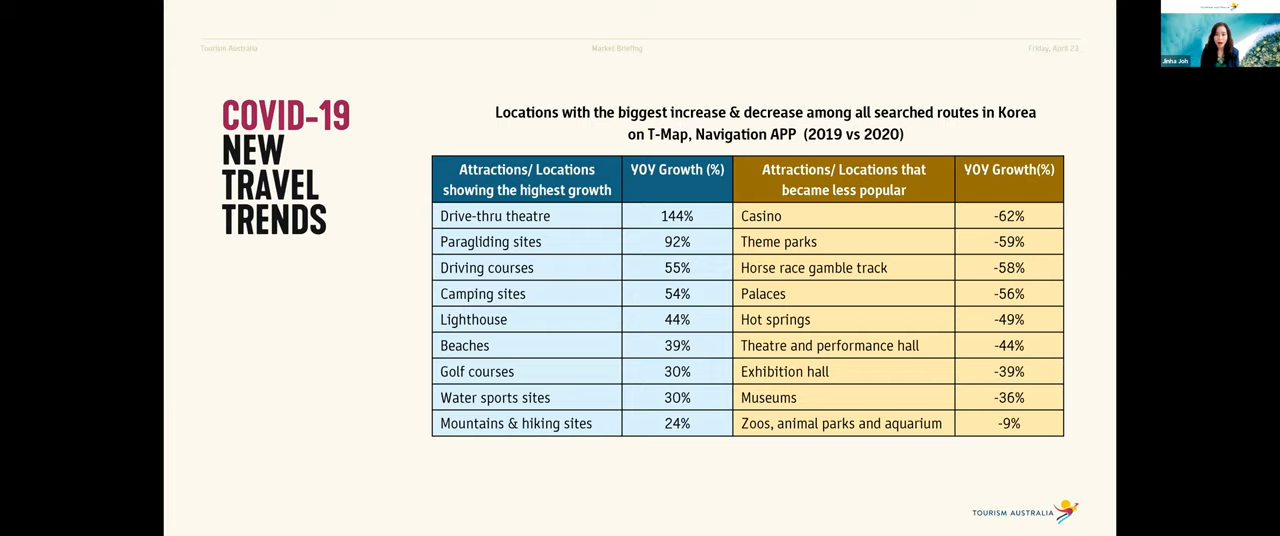 Tourism Australia
Market Briefing
Friday, April 23
COVID-19
NEW
TRAVEL
TRENDS
Locations with the biggest increase & decrease among all searched routes in Korea
on T-Map, Navigation APP (2019 vs 2020)
Attractions/ Locations
showing the highest growth
YOY Growth (%)
Attractions/ Locations that
became less popular
YOY Growth(%)
Drive-thru theatre 144% Casino -62%
Paragliding sites 92% Theme parks -59%
Driving courses 55% Horse race gamble track -58%
Camping sites 54% Palaces -56%
Lighthouse 44% Hot springs -49%
Beaches 39% Theatre and performance hall -44%
Golf courses 30% Exhibition hall -39%
Water sports sites 30% Museums -36%
Mountains & hiking sites 24% Zoos, animal parks and aquarium -9%
TOURISM AUSTRALIA
Jinha Joh